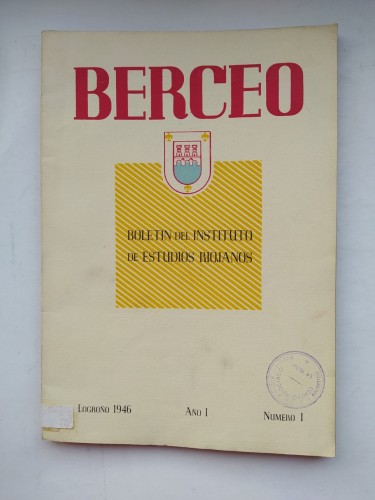 BERCEO
BOLETIN DEL INSTITUTO
DE ESTUDIOS RIOJANOS
LOGROÑO 1946 AÑO I NUMERO 1